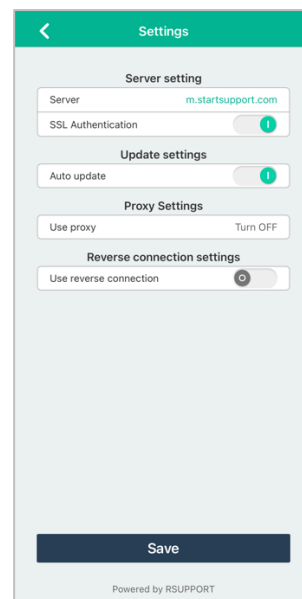 Settings
Server setting
Server m.startsupport.com
SSL Authentication
Update settings
Auto update
Proxy Settings
Use proxy Turn OFF
Reverse connection settings
Use reverse connection
Save
Powered by RSUPPORT